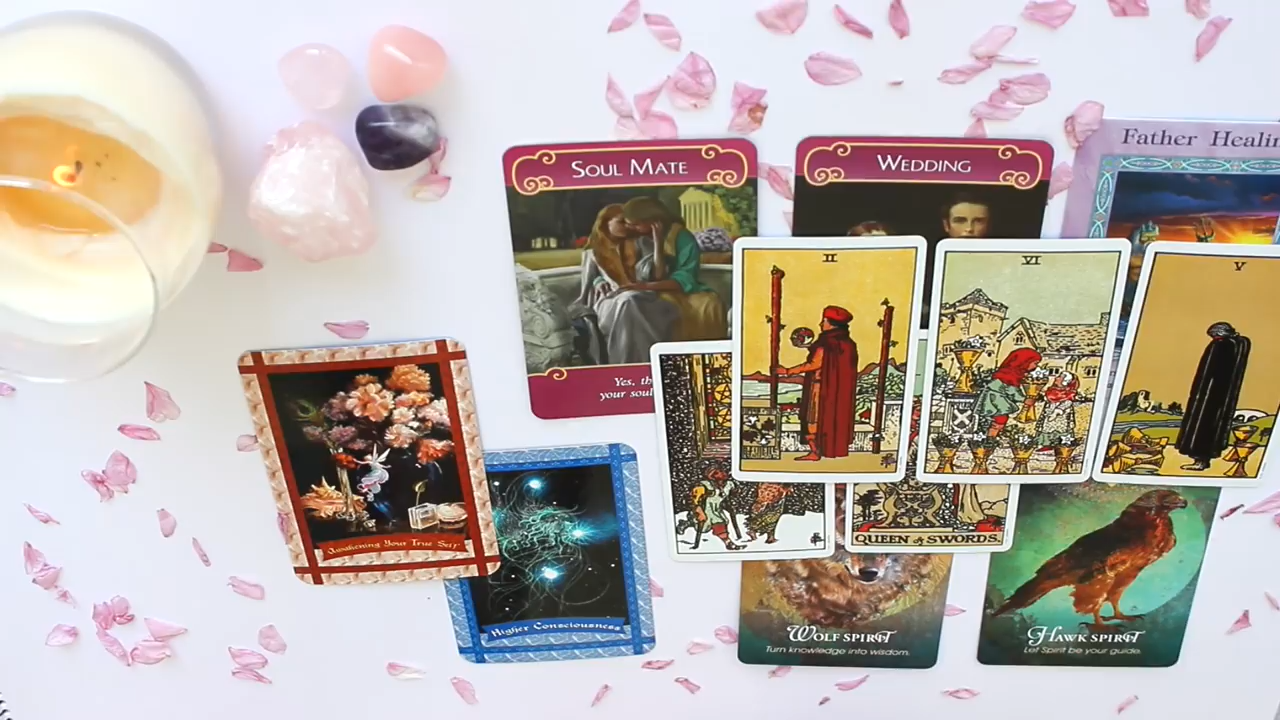 Father Healin
SOUL MATE
WEDDING
II
VI
V
Yes, th
your soul
QUEEN of SWORDS.
Awakening Your True Self
Higher Consciousness
WOLF SPIRIT
Turn knowledge into wisdom.
HAWK SPIRIT
Let Spirit be your guide.